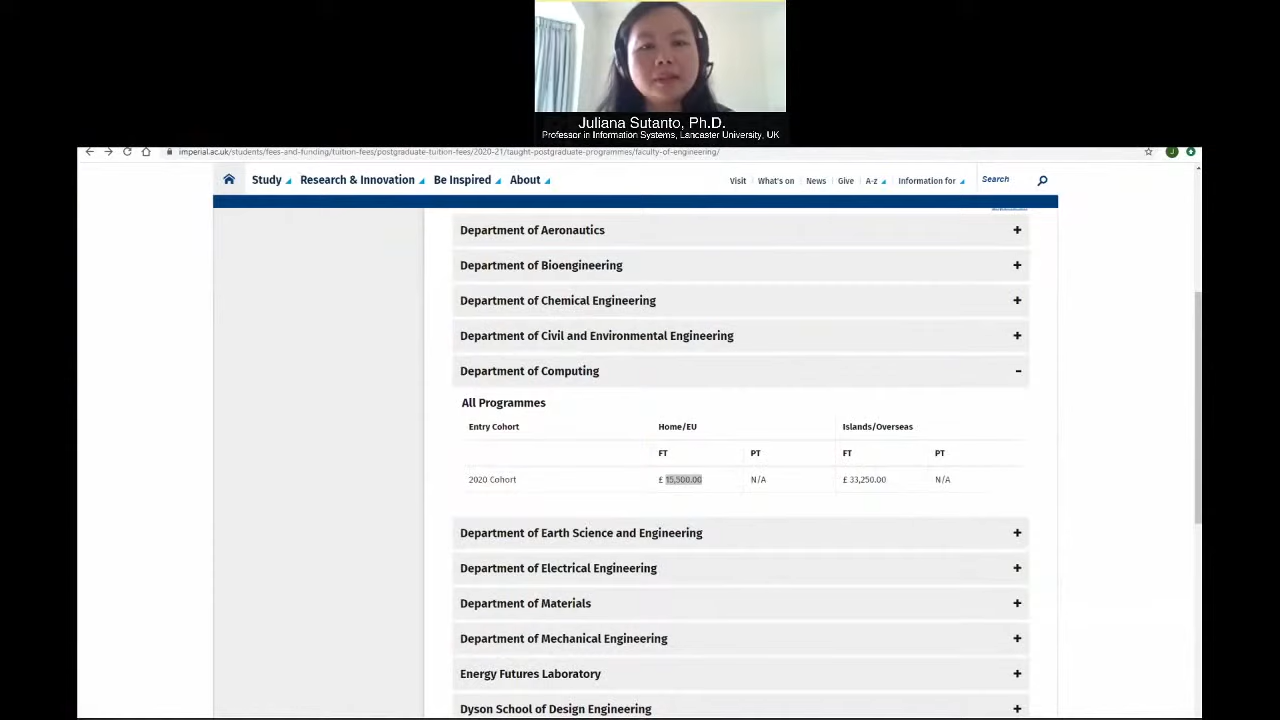 Juliana Sutanto, Ph.D.
Professor in Information Systems, Lancaster University, UK
imperial.ac.uk/students/fees-and-funding/tuition-fees/postgraduate-tuition-fees/2020-21/taught-postgraduate-programmes/faculty-of-engineering/
J
Study Research & Innovation Be Inspired About Visit What's on News Give A-z Information for Search
Department of Aeronautics +
Department of Bioengineering +
Department of Chemical Engineering +
Department of Civil and Environmental Engineering +
Department of Computing -
All Programmes
Entry Cohort Home/EU Islands/Overseas
FT PT FT PT
2020 Cohort £ 15,500.00 N/A £ 33,250.00 N/A
Department of Earth Science and Engineering +
Department of Electrical Engineering +
Department of Materials +
Department of Mechanical Engineering +
Energy Futures Laboratory +
Dyson School of Design Engineering +